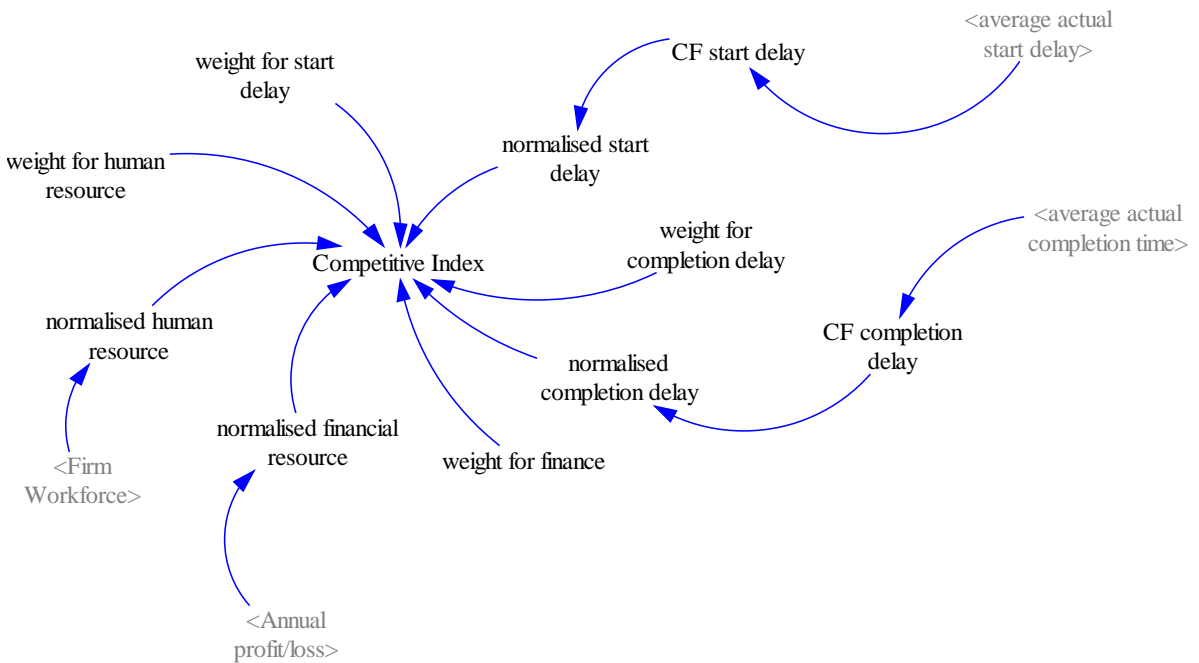 <average actual
start delay>
CF start delay
weight for start
delay
normalised start
delay
weight for human
resource
<average actual
completion time>
weight for
completion delay
Competitive Index
normalised human
resource
CF completion
delay
normalised
completion delay
normalised financial
resource
weight for finance
<Firm
Workforce>
<Annual
profit/loss>